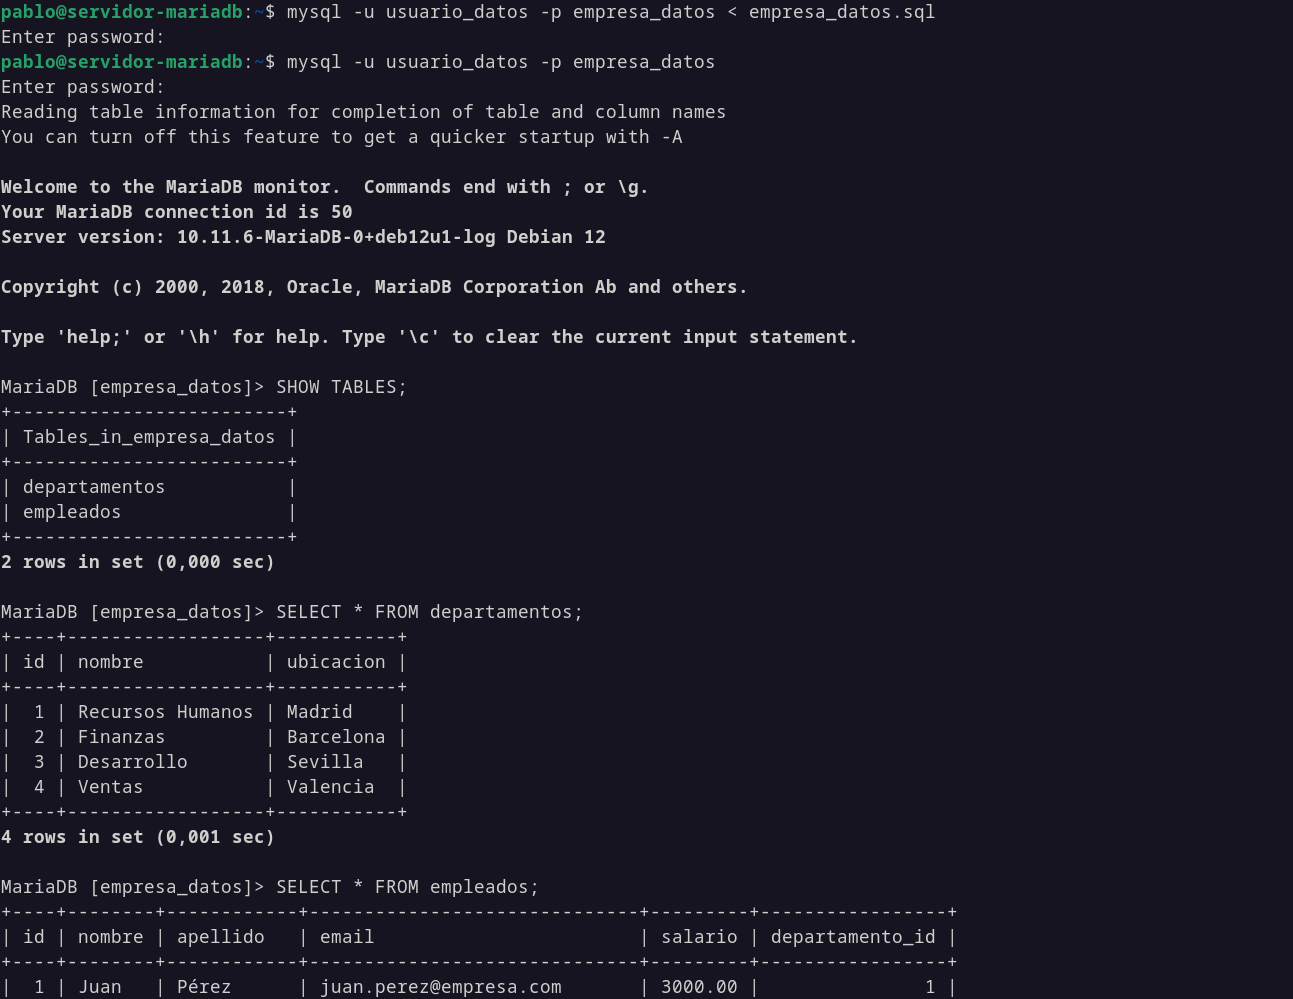 pablo@servidor-mariadb:~$ mysql -u usuario_datos -p empresa_datos < empresa_datos.sql
Enter password:
pablo@servidor-mariadb:~$ mysql -u usuario_datos -p empresa_datos
Enter password:
Reading table information for completion of table and column names
You can turn off this feature to get a quicker startup with -A

Welcome to the MariaDB monitor.  Commands end with ; or \g.
Your MariaDB connection id is 50
Server version: 10.11.6-MariaDB-0+deb12u1-log Debian 12

Copyright (c) 2000, 2018, Oracle, MariaDB Corporation Ab and others.

Type 'help;' or '\h' for help. Type '\c' to clear the current input statement.

MariaDB [empresa_datos]> SHOW TABLES;
+-------------------------+
| Tables_in_empresa_datos |
+-------------------------+
| departamentos           |
| empleados               |
+-------------------------+
2 rows in set (0,000 sec)

MariaDB [empresa_datos]> SELECT * FROM departamentos;
+----+------------------+-----------+
| id | nombre           | ubicacion |
+----+------------------+-----------+
|  1 | Recursos Humanos | Madrid    |
|  2 | Finanzas         | Barcelona |
|  3 | Desarrollo       | Sevilla   |
|  4 | Ventas           | Valencia  |
+----+------------------+-----------+
4 rows in set (0,001 sec)

MariaDB [empresa_datos]> SELECT * FROM empleados;
+----+--------+------------+------------------------------+---------+-----------------+
| id | nombre | apellido   | email                        | salario | departamento_id |
+----+--------+------------+------------------------------+---------+-----------------+
|  1 | Juan   | Pérez      | juan.perez@empresa.com       | 3000.00 |               1 |